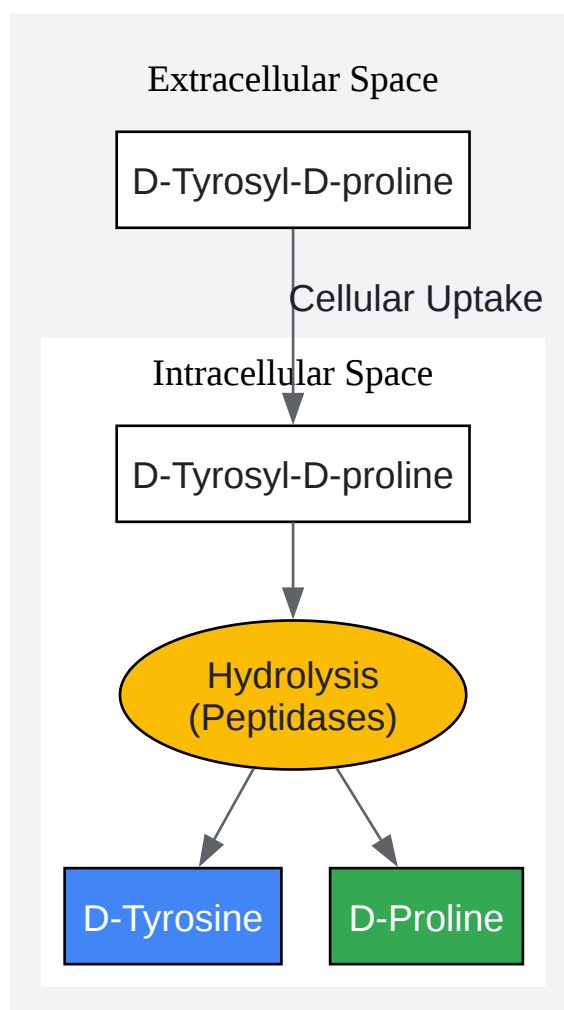 Extracellular Space
D-Tyrosyl-D-proline
Cellular Uptake
Intracellular Space
D-Tyrosyl-D-proline
Hydrolysis
(Peptidases)
D-Tyrosine
D-Proline